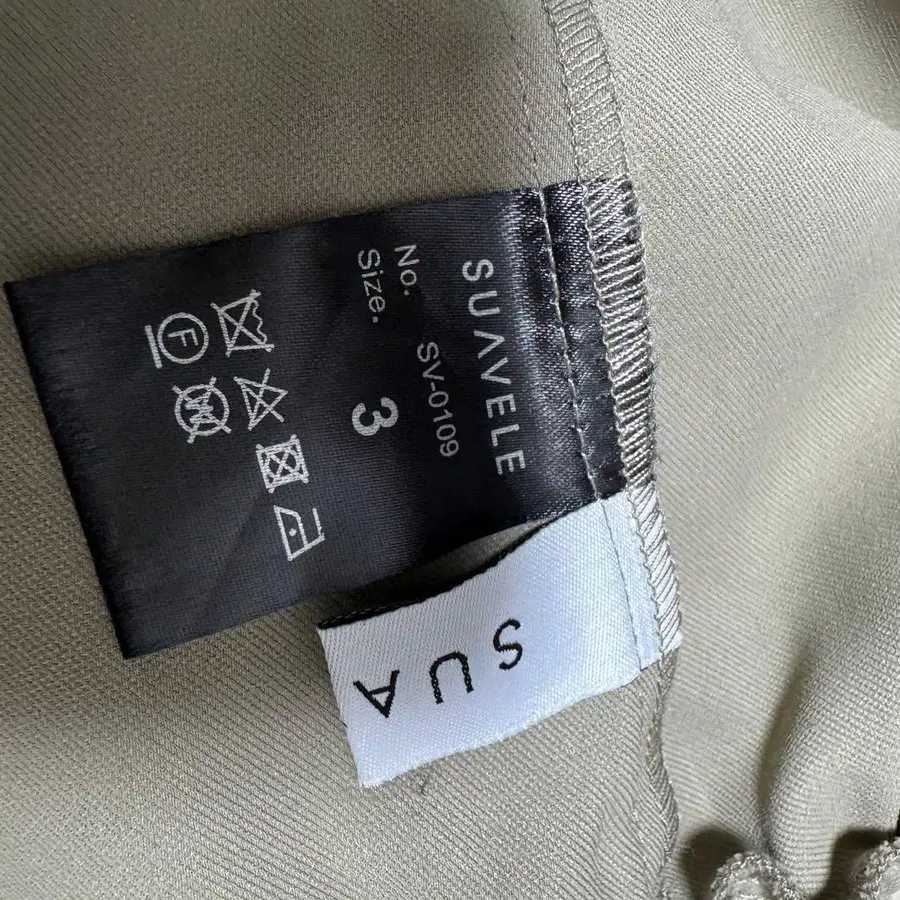 SUAVELE
No. SV-0109
Size. 3
F
W
SUA